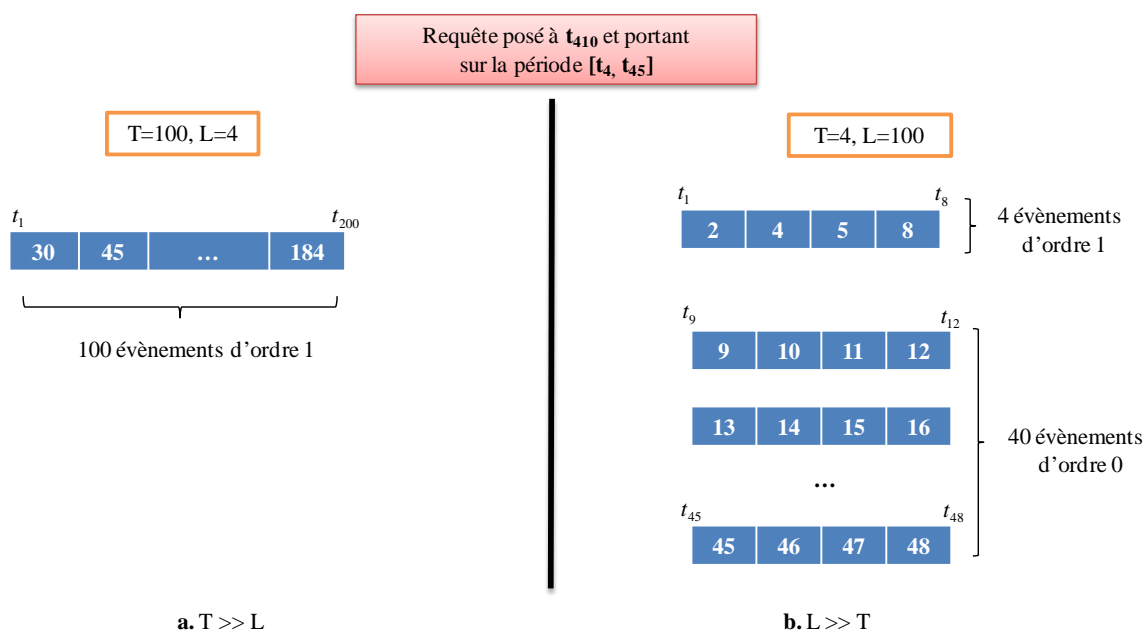 Requête posé à t410 et portant
sur la période [t4, t45]
T=100, L=4
t1
t200
30 45 … 184
100 évènements d’ordre 1
a. T >> L
T=4, L=100
t1
t8
2 4 5 8
4 évènements
d’ordre 1
t9
t12
9 10 11 12
13 14 15 16
…
t45
t48
45 46 47 48
40 évènements
d’ordre 0
b. L >> T